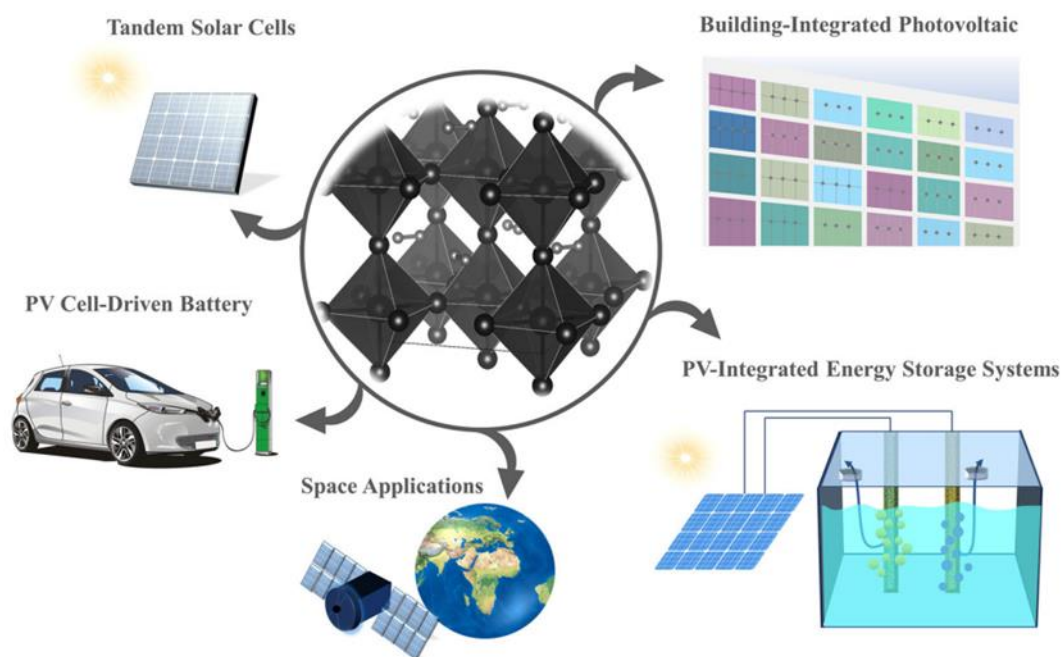 Tandem Solar Cells
Building-Integrated Photovoltaic
PV Cell-Driven Battery
PV-Integrated Energy Storage Systems
Space Applications